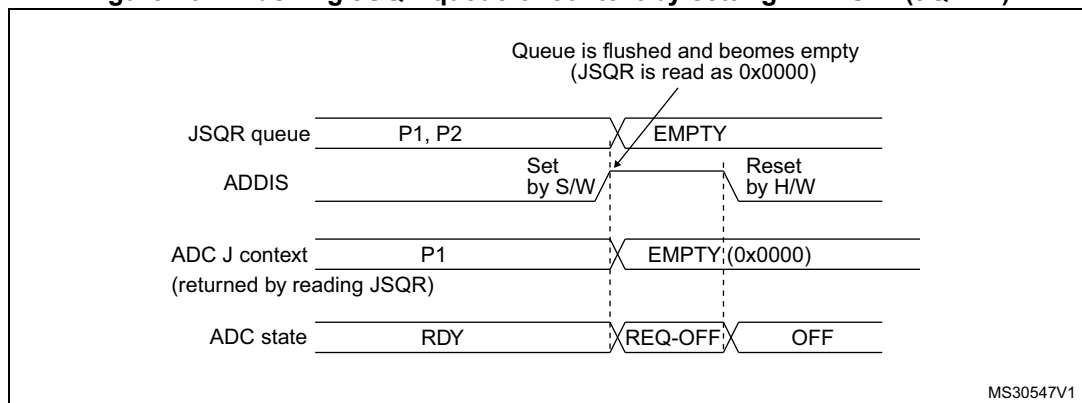 Queue is flushed and beomes empty
(JSQR is read as 0x0000)
JSQR queue P1, P2 EMPTY
Set Reset
ADDIS by S/W by H/W
ADC J context P1 EMPTY (0x0000)
(returned by reading JSQR)
ADC state RDY REQ-OFF OFF
MS30547V1